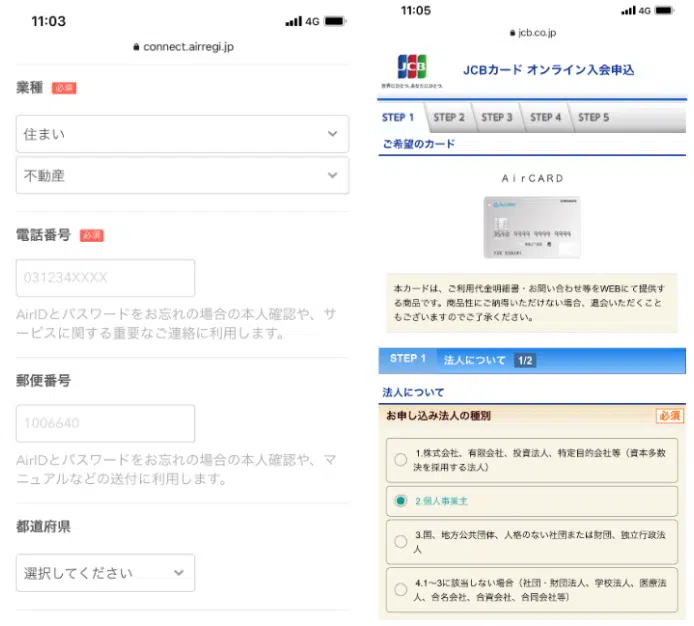 11:03
4G
connect.airregi.jp
業種 必須
住まい
不動産
電話番号 必須
031234XXXX
AirIDとパスワードをお忘れの場合の本人確認や、サ
ービスに関する重要なご連絡に利用します。
郵便番号
1006640
AirIDとパスワードをお忘れの場合の本人確認や、マ
ニュアルなどの送付に利用します。
都道府県
選択してください
11:05
4G
jcb.co.jp
JCB
世界にひとつ。あなたにひとつ。
JCBカード オンライン入会申込
STEP 1 STEP 2 STEP 3 STEP 4 STEP 5
ご希望のカード
AirCARD
本カードは、ご利用代金明細書・お問い合わせ等をWEBにて提供す
る商品です。商品性にご納得いただけない場合、退会いただくこと
もございますのでご了承ください。
STEP 1 法人について 1/2
法人について
お申し込み法人の種別 必須
1.株式会社、有限会社、投資法人、特定目的会社等（資本多数
決を採用する法人）
2.個人事業主
3.国、地方公共団体、人格のない社団または財団、独立行政法
人
4.1～3に該当しない場合（社団・財団法人、学校法人、医療法
人、合名会社、合資会社、合同会社等）